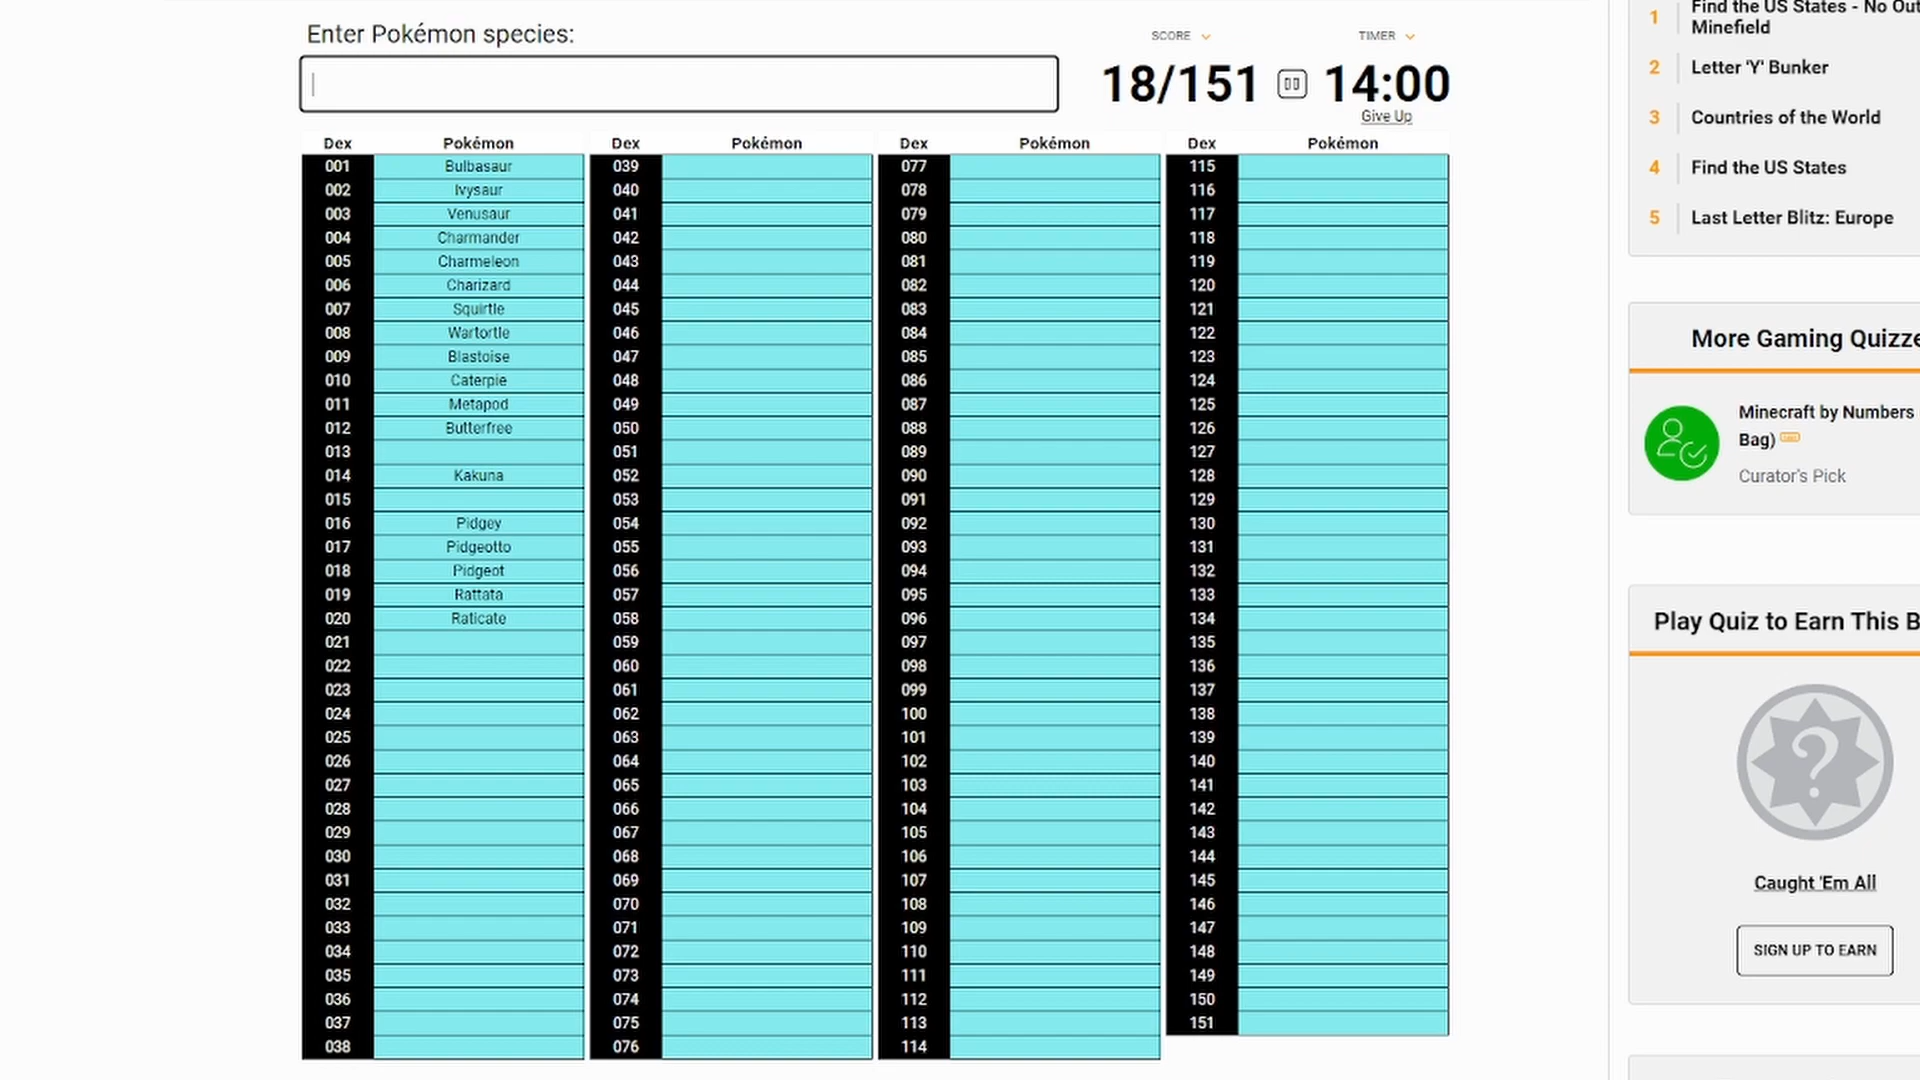 Enter Pokémon species:
SCORE
TIMER
18/151
14:00
Give Up
Dex Pokémon Dex Pokémon Dex Pokémon Dex Pokémon
001 Bulbasaur 039 077 115
002 Ivysaur 040 078 116
003 Venusaur 041 079 117
004 Charmander 042 080 118
005 Charmeleon 043 081 119
006 Charizard 044 082 120
007 Squirtle 045 083 121
008 Wartortle 046 084 122
009 Blastoise 047 085 123
010 Caterpie 048 086 124
011 Metapod 049 087 125
012 Butterfree 050 088 126
013 051 089 127
014 Kakuna 052 090 128
015 053 091 129
016 Pidgey 054 092 130
017 Pidgeotto 055 093 131
018 Pidgeot 056 094 132
019 Rattata 057 095 133
020 Raticate 058 096 134
021 059 097 135
022 060 098 136
023 061 099 137
024 062 100 138
025 063 101 139
026 064 102 140
027 065 103 141
028 066 104 142
029 067 105 143
030 068 106 144
031 069 107 145
032 070 108 146
033 071 109 147
034 072 110 148
035 073 111 149
036 074 112 150
037 075 113 151
038 076 114
1 Find the US States - No Out
Minefield
2 Letter 'Y' Bunker
3 Countries of the World
4 Find the US States
5 Last Letter Blitz: Europe
More Gaming Quizze
Minecraft by Numbers
Bag)
Curator's Pick
Play Quiz to Earn This B
?
Caught 'Em All
SIGN UP TO EARN